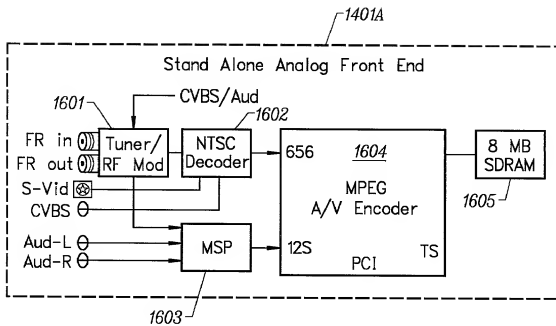 1401A
Stand Alone Analog Front End
1601
CVBS/Aud
1602
FR in
FR out
Tuner/
RF Mod
NTSC
Decoder
656
1604
MPEG
A/V Encoder
8 MB
SDRAM
S-Vid
CVBS
1605
Aud-L
Aud-R
MSP
12S
TS
PCI
1603